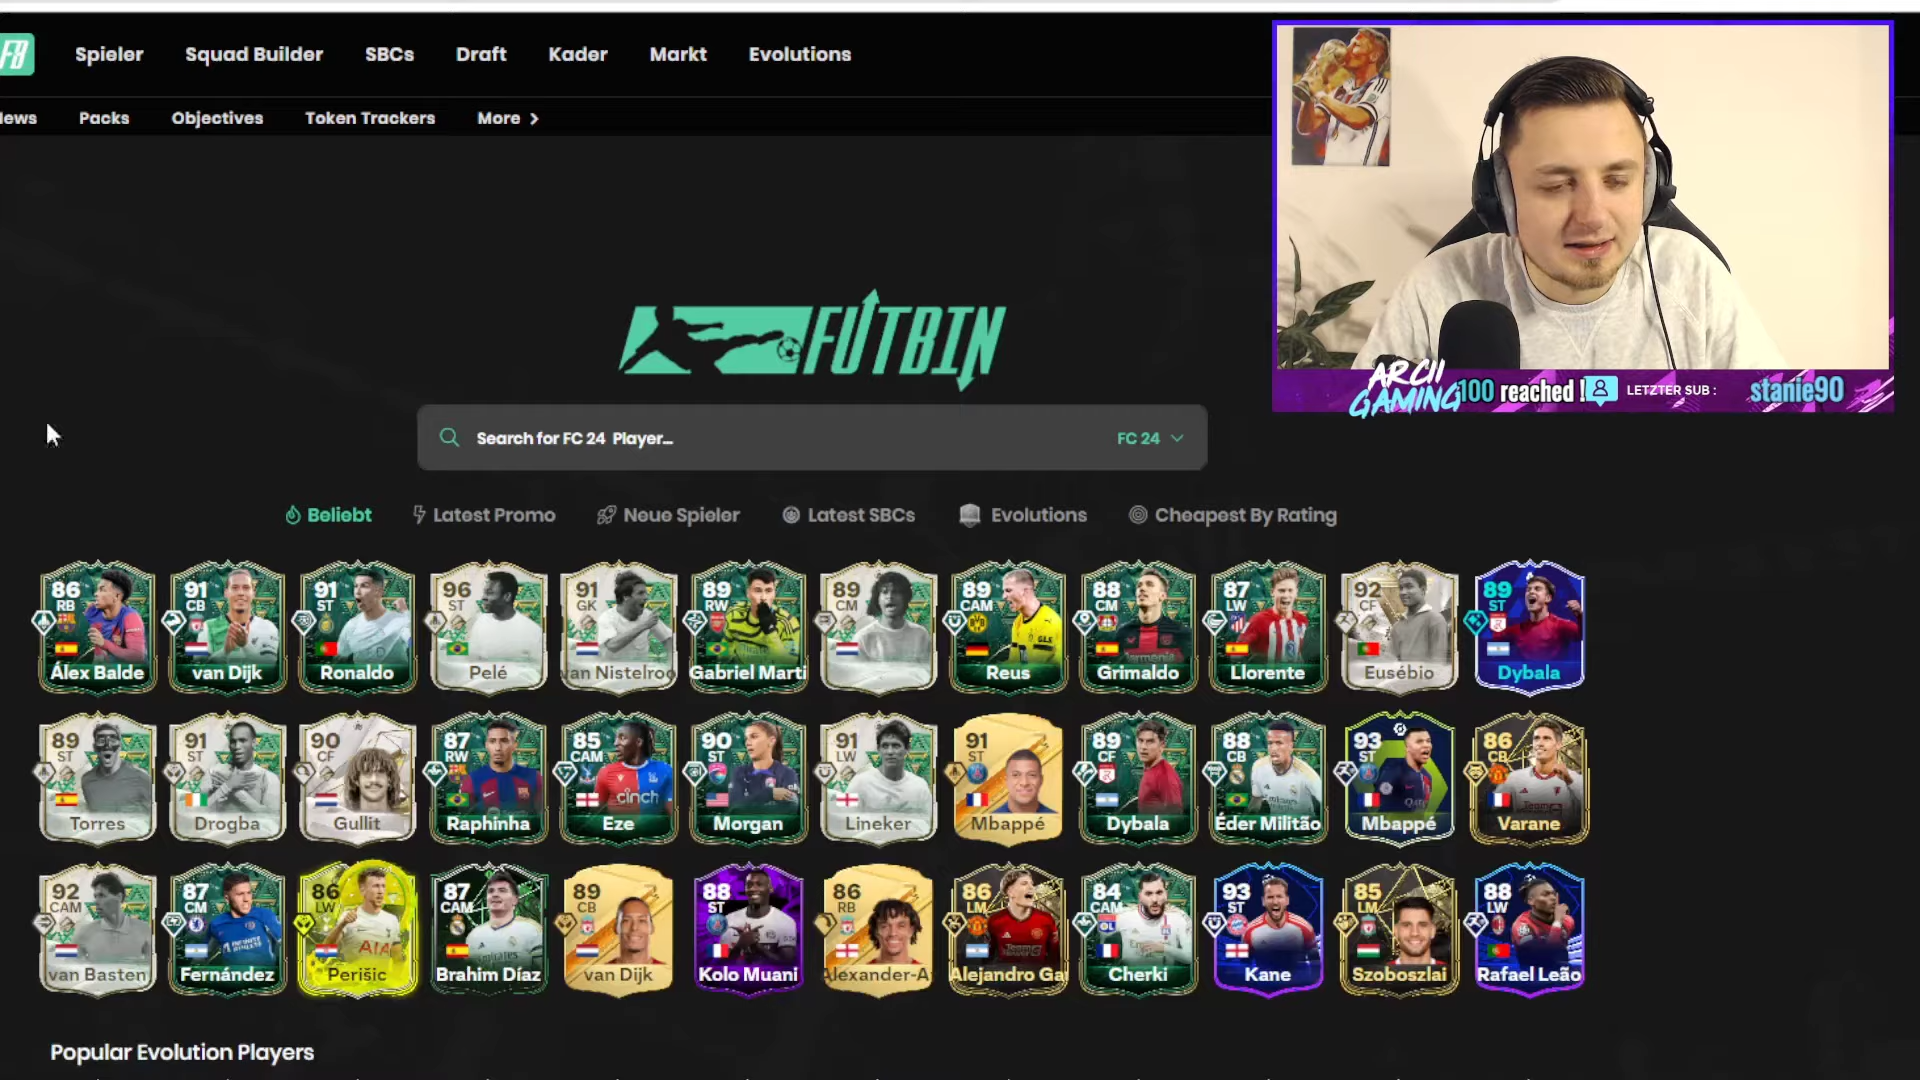 F8 Spieler Squad Builder SBCs Draft Kader Markt Evolutions
Packs Objectives Token Trackers More
FUTBIN
Search for FC 24 Player... FC 24
ARCII
GAMING 100 reached ! LETZTER SUB : stanie90
Beliebt Latest Promo Neue Spieler Latest SBCs Evolutions Cheapest By Rating
86 91 91 96 91 89 89 89 88 87 92 89
RB CB ST ST GK RW CM CAM CM LW CF ST
Álex Balde van Dijk Ronaldo Pelé van Nistelroo Gabriel Marti Reus Grimaldo Llorente Eusébio Dybala
89 91 90 87 85 90 91 91 89 88 93 86
ST ST CF RW CAM ST LW ST CF CB ST CB
cinch
Torres Drogba Gullit Raphinha Eze Morgan Lineker Mbappé Dybala Éder Militão Mbappé Varane
92 87 86 87 89 88 86 86 84 93 85 88
CAM CM LW CAM CB ST RB LM CAM ST LM LW
AIA
van Basten Fernández Perišic Brahim Díaz van Dijk Kolo Muani Alexander-A Alejandro Ga Cherki Kane Szoboszlai Rafael Leão
Popular Evolution Players